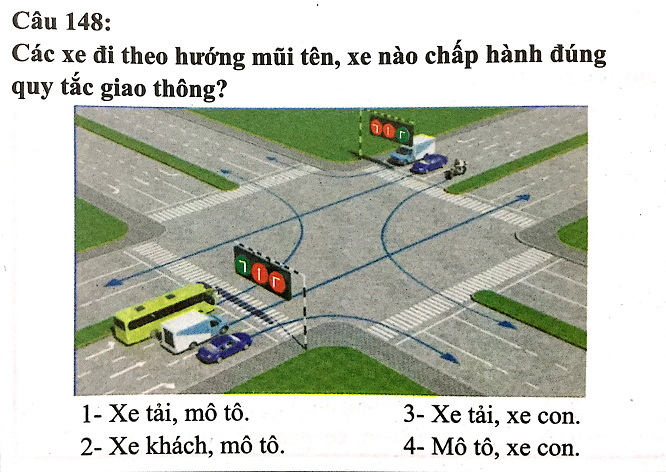 Câu 148:
Các xe đi theo hướng mũi tên, xe nào chấp hành đúng
quy tắc giao thông?
1- Xe tải, mô tô.
3- Xe tải, xe con.
2- Xe khách, mô tô.
4- Mô tô, xe con.